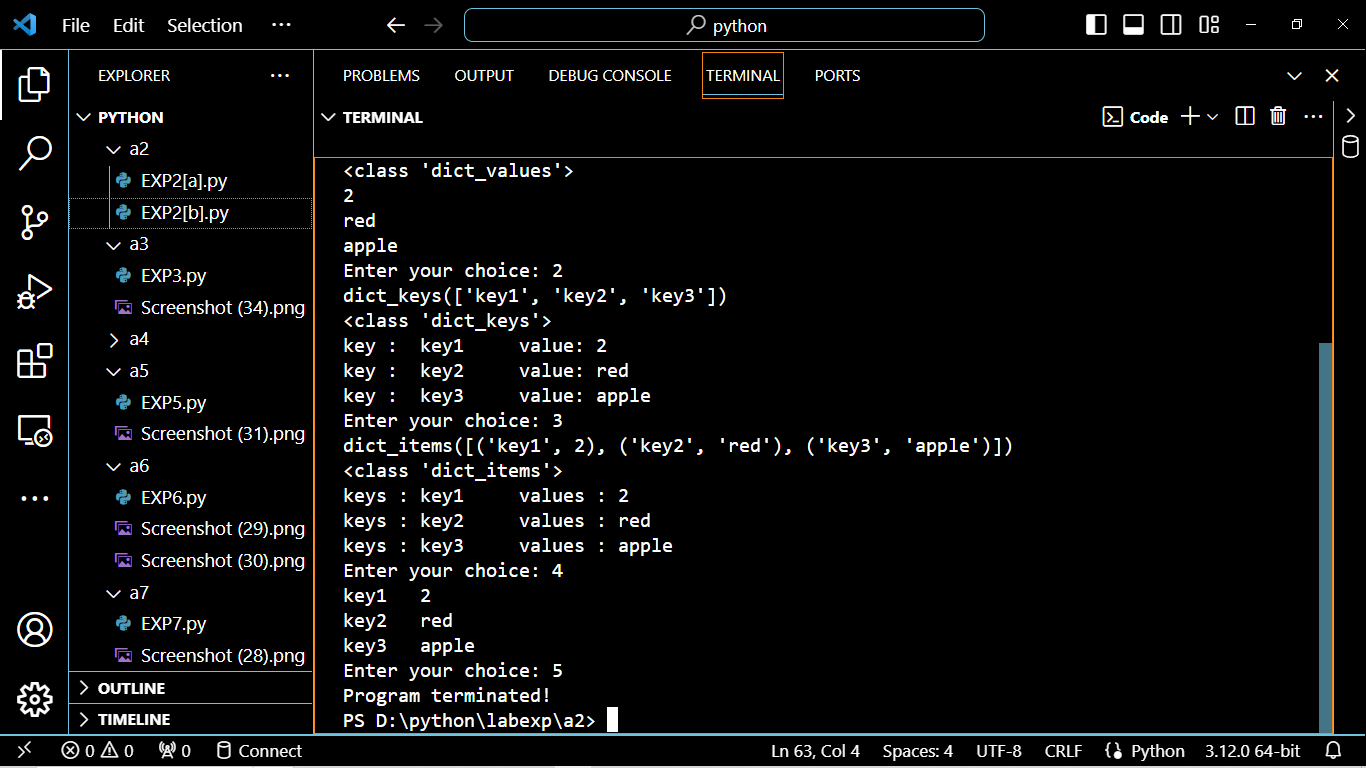 File Edit Selection ···
python
EXPLORER ···
PYTHON
a2
EXP2[a].py
EXP2[b].py
a3
EXP3.py
Screenshot (34).png
a4
a5
EXP5.py
Screenshot (31).png
a6
EXP6.py
Screenshot (29).png
Screenshot (30).png
a7
EXP7.py
Screenshot (28).png
OUTLINE
TIMELINE
PROBLEMS OUTPUT DEBUG CONSOLE TERMINAL PORTS
TERMINAL
Code
<class 'dict_values'>
2
red
apple
Enter your choice: 2
dict_keys(['key1', 'key2', 'key3'])
<class 'dict_keys'>
key :  key1     value: 2
key :  key2     value: red
key :  key3     value: apple
Enter your choice: 3
dict_items([('key1', 2), ('key2', 'red'), ('key3', 'apple')])
<class 'dict_items'>
keys : key1     values : 2
keys : key2     values : red
keys : key3     values : apple
Enter your choice: 4
key1   2
key2   red
key3   apple
Enter your choice: 5
Program terminated!
PS D:\python\labexp\a2>
0 0 0 Connect Ln 63, Col 4 Spaces: 4 UTF-8 CRLF Python 3.12.0 64-bit